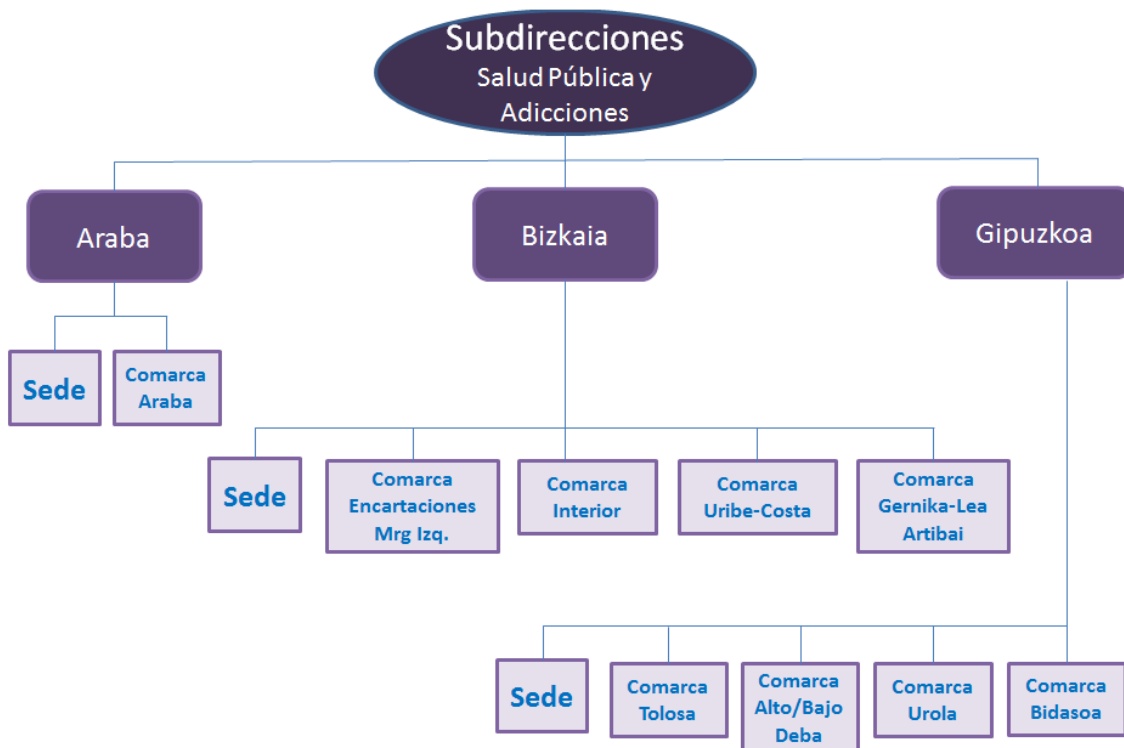 Subdirecciones
Salud Pública y
Adicciones
Araba
Bizkaia
Gipuzkoa
Sede
Comarca
Araba
Sede
Comarca
Encartaciones
Mrg Izq.
Comarca
Interior
Comarca
Uribe-Costa
Comarca
Gernika-Lea
Artibai
Sede
Comarca
Tolosa
Comarca
Alto/Bajo
Deba
Comarca
Urola
Comarca
Bidasoa